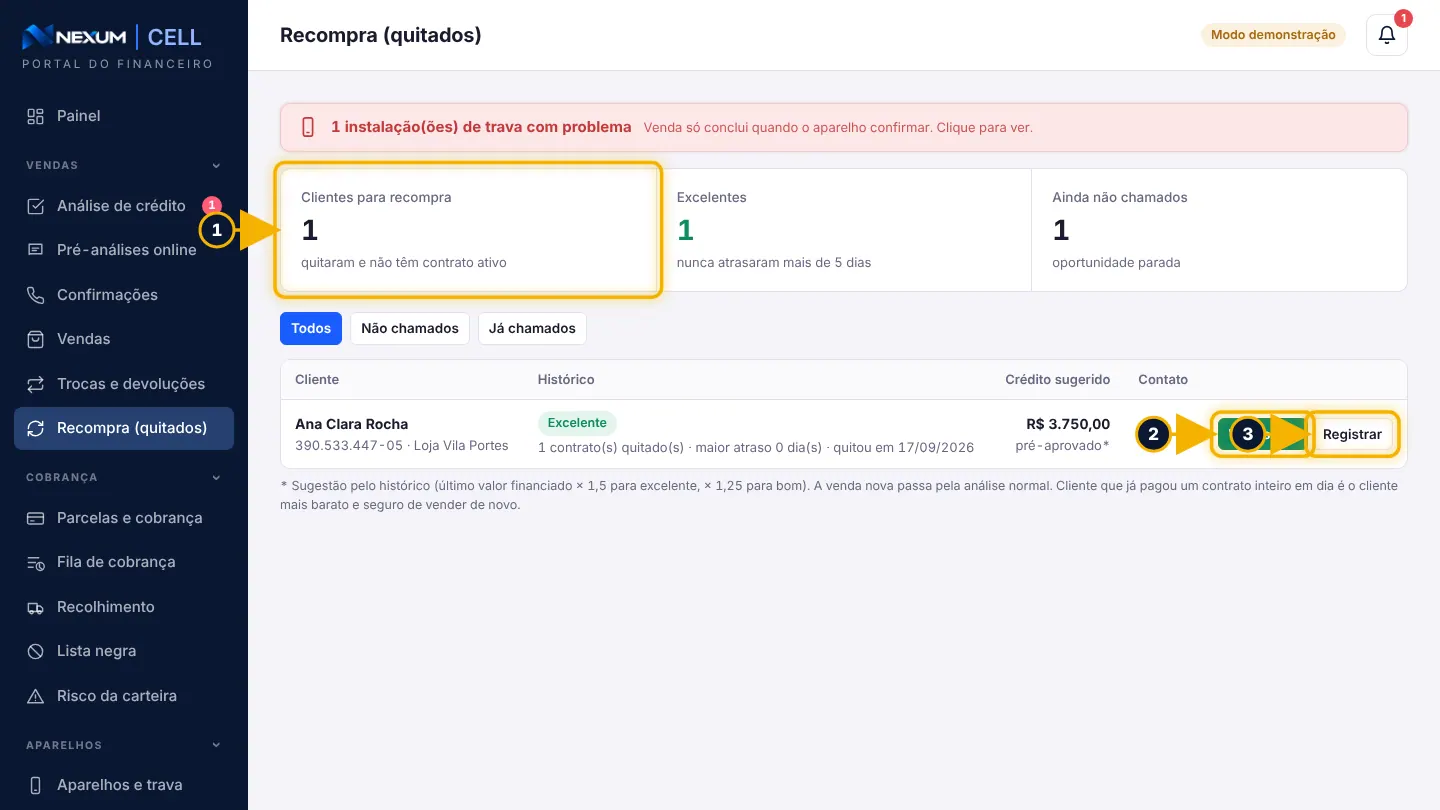 NEXUM | CELL
PORTAL DO FINANCEIRO
Painel
VENDAS
Análise de crédito 1
Pré-análises online
Confirmações
Vendas
Trocas e devoluções
Recompra (quitados)
COBRANÇA
Parcelas e cobrança
Fila de cobrança
Recolhimento
Lista negra
Risco da carteira
APARELHOS
Aparelhos e trava
Recompra (quitados)
Modo demonstração
1
1 instalação(ões) de trava com problema Venda só conclui quando o aparelho confirmar. Clique para ver.
1
Clientes para recompra
1
quitaram e não têm contrato ativo
Excelentes
1
nunca atrasaram mais de 5 dias
Ainda não chamados
1
oportunidade parada
Todos Não chamados Já chamados
Cliente Histórico Crédito sugerido Contato
Ana Clara Rocha
390.533.447-05 · Loja Vila Portes
Excelente
1 contrato(s) quitado(s) · maior atraso 0 dia(s) · quitou em 17/09/2026
R$ 3.750,00
pré-aprovado*
2
3
Registrar
* Sugestão pelo histórico (último valor financiado × 1,5 para excelente, × 1,25 para bom). A venda nova passa pela análise normal. Cliente que já pagou um contrato inteiro em dia é o cliente
mais barato e seguro de vender de novo.